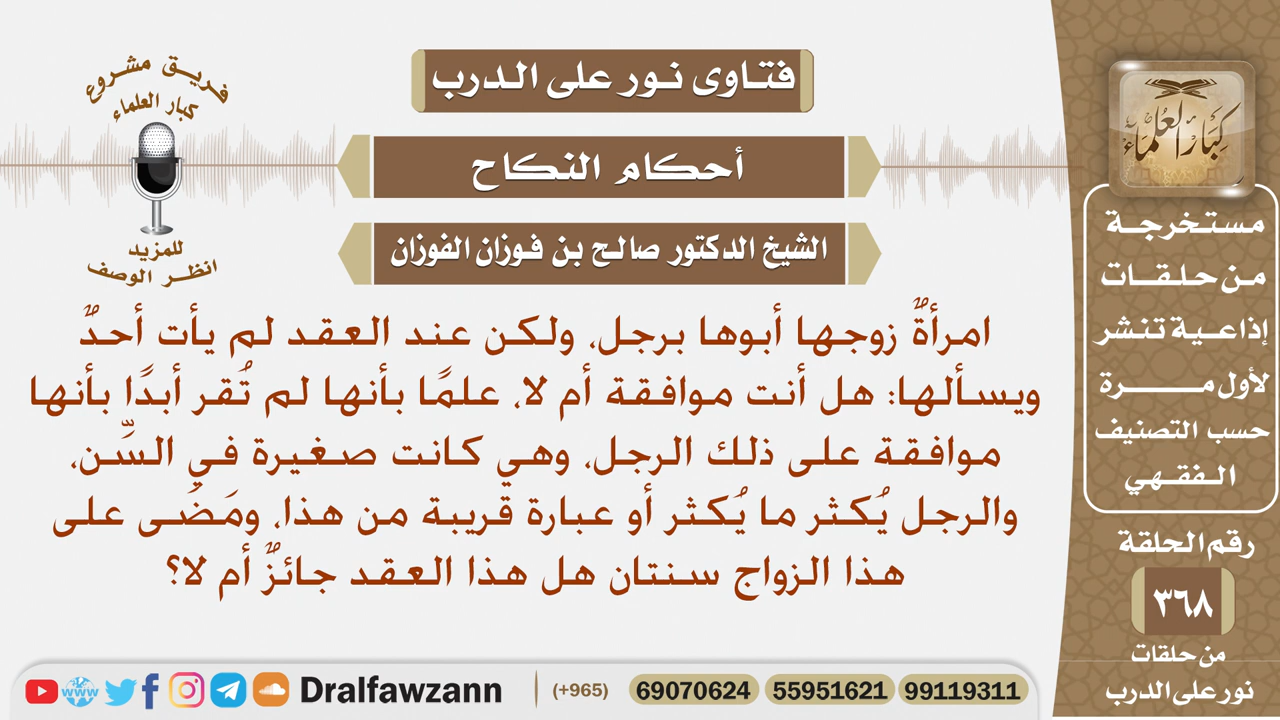 فتاوى نور على الدرب
أحكام النكاح
الشيخ الدكتور صالح بن فوزان الفوزان
فريق مشروع
كبار العلماء
للمزيد
انظر الوصف
امرأةٌ زوجها أبوها برجل، ولكن عند العقد لم يأت أحدٌ
ويسألها: هل أنت موافقة أم لا، علمًا بأنها لم تُقر أبدًا بأنها
موافقة على ذلك الرجل، وهي كانت صغيرة في السِّن،
والرجل يُكثر ما يُكثر أو عبارة قريبة من هذا، ومَضَى على
هذا الزواج سنتان هل هذا العقد جائزٌ أم لا؟
كِبَار العُلَمَاء
مستخرجة
من حلقات
إذاعية تنشر
لأول مرة
حسب التصنيف
الفقهي
رقم الحلقة
٣٦٨
من حلقات
نور على الدرب
www Dralfawzann (+965) 69070624 55951621 99119311